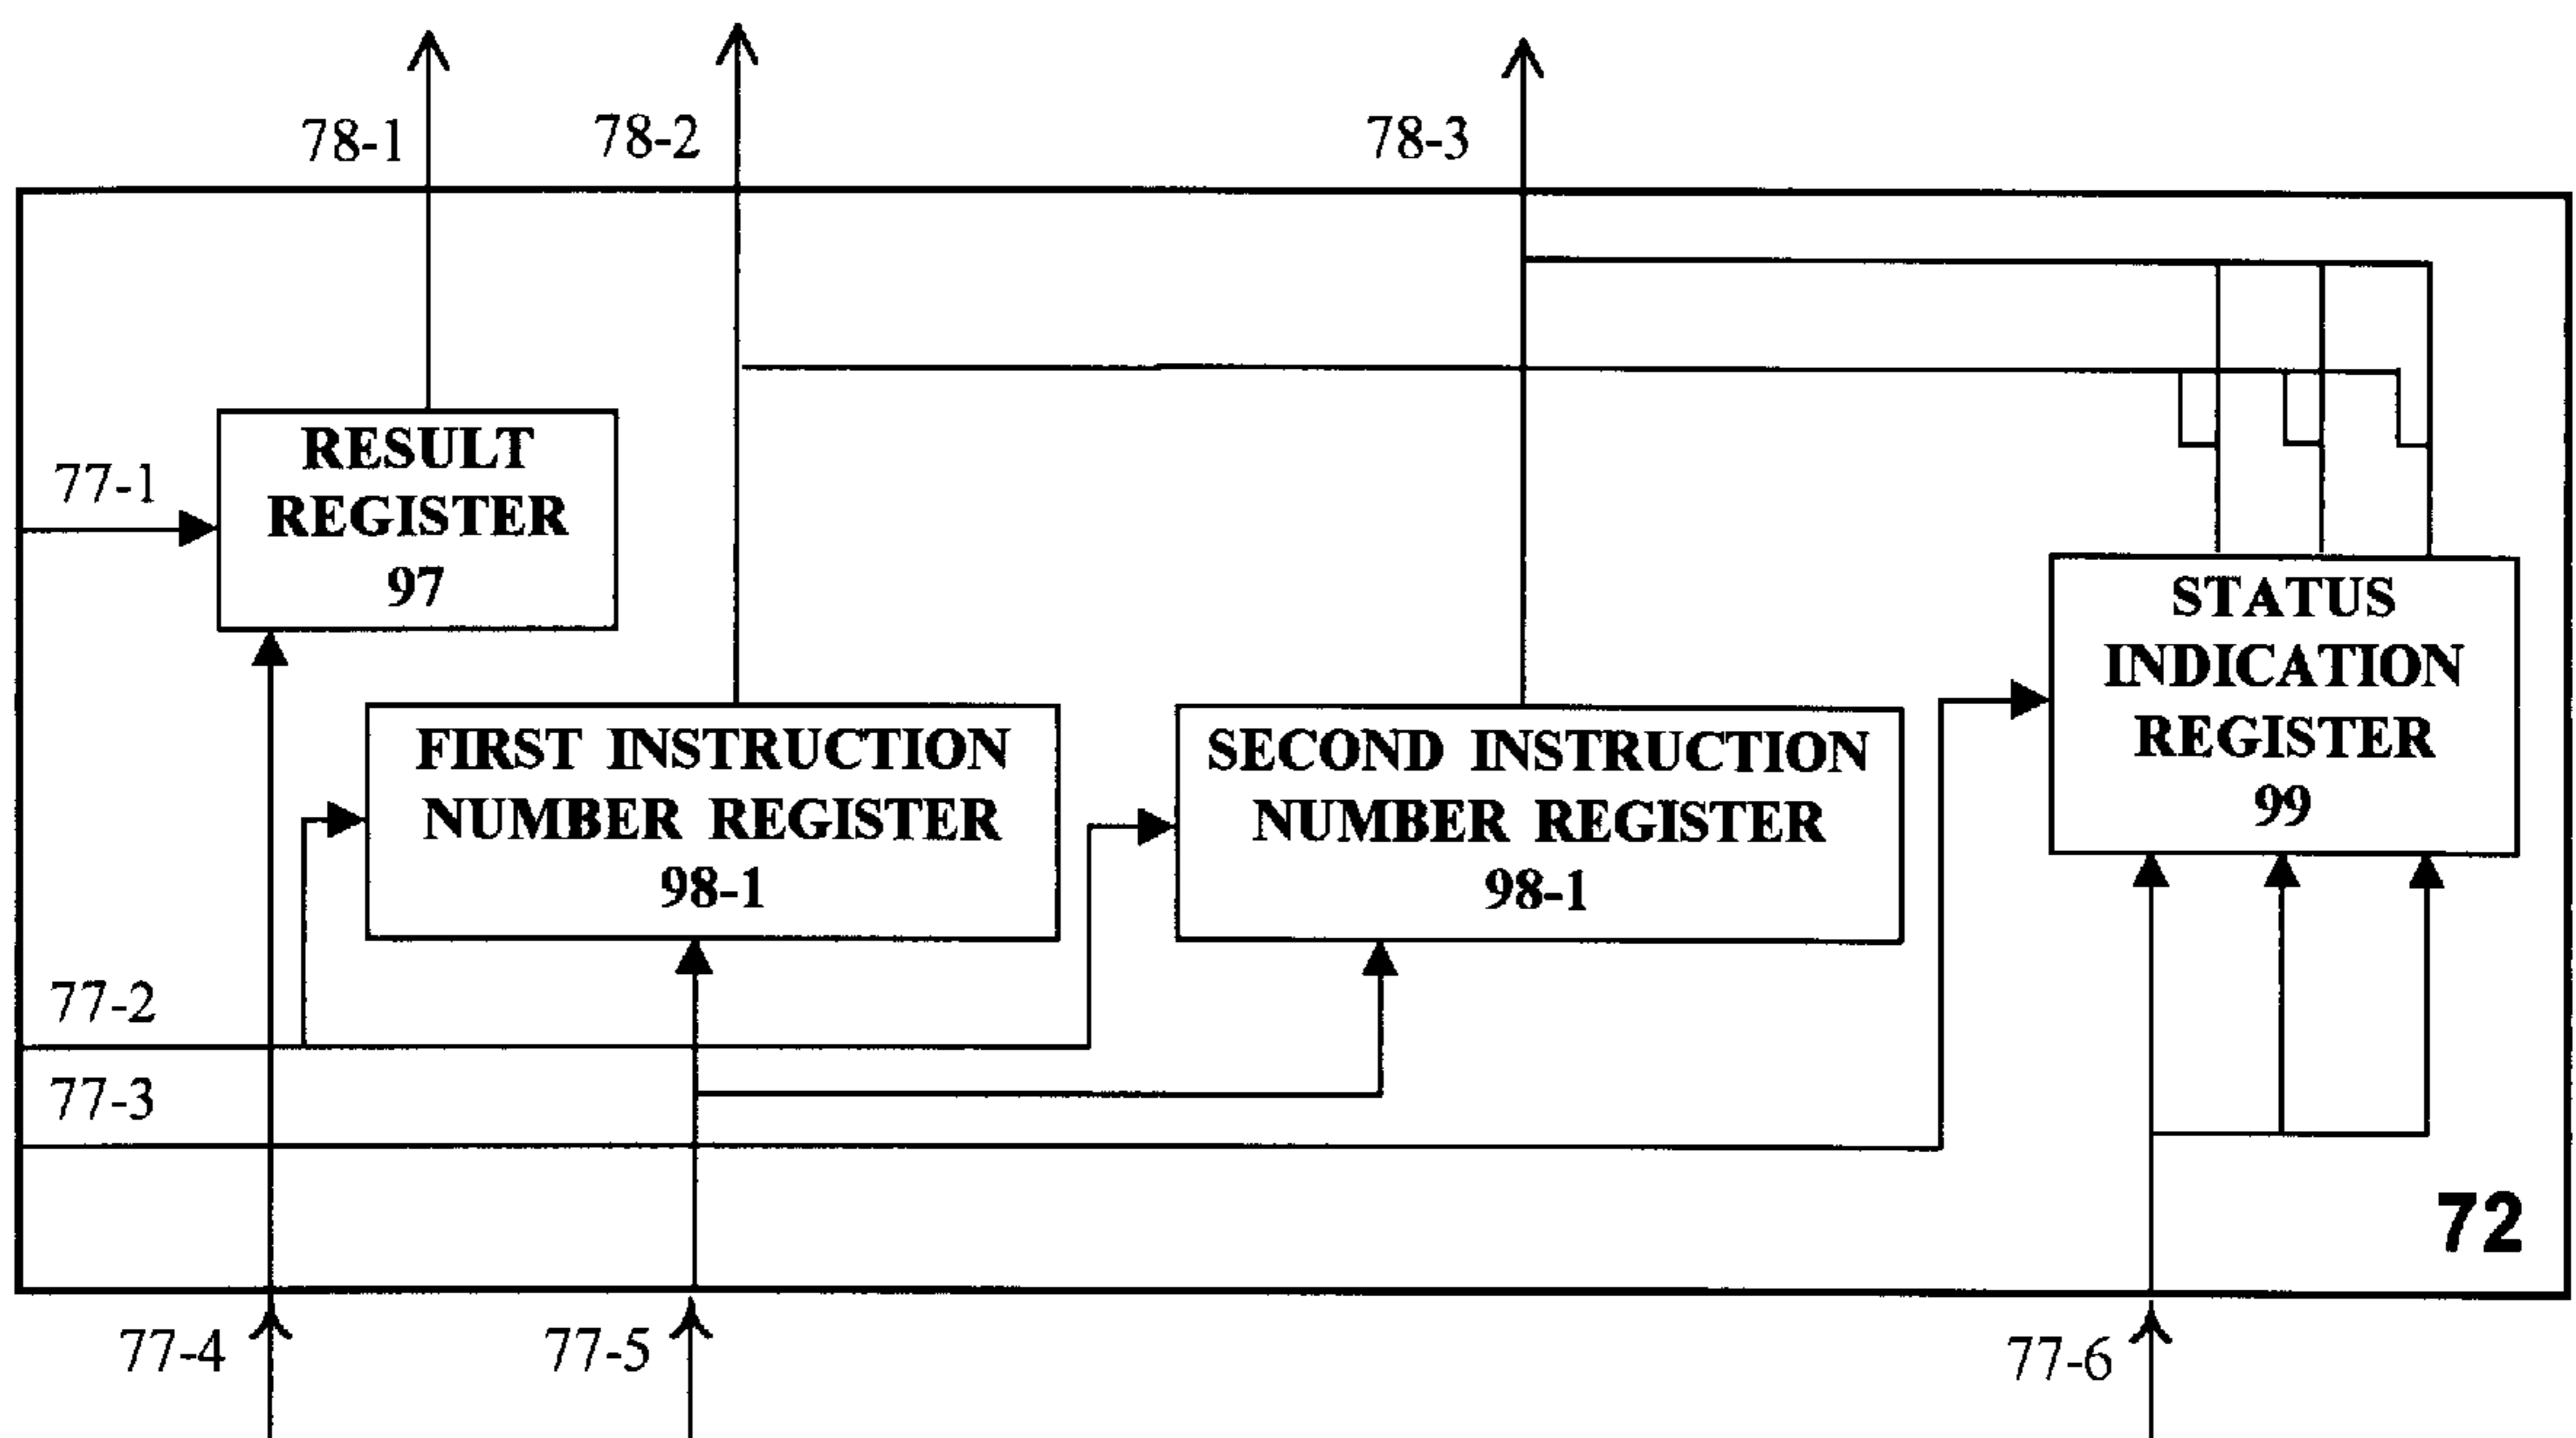 78-1
78-2
78-3
77-1
RESULT
REGISTER
97
FIRST INSTRUCTION
NUMBER REGISTER
98-1
SECOND INSTRUCTION
NUMBER REGISTER
98-1
STATUS
INDICATION
REGISTER
99
77-2
77-3
72
77-4
77-5
77-6